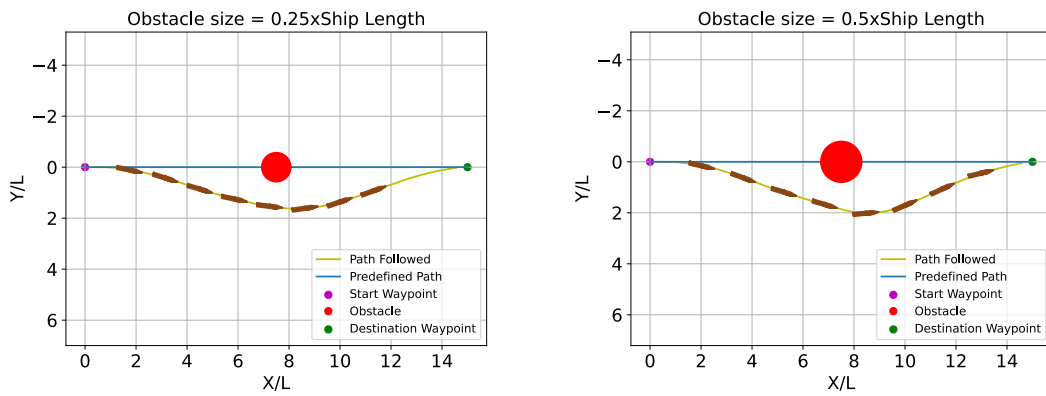 Obstacle size = 0.25xShip Length
−4
−2
0
2
4
6
Y/L
0 2 4 6 8 10 12 14
X/L
Path Followed
Predefined Path
Start Waypoint
Obstacle
Destination Waypoint
Obstacle size = 0.5xShip Length
−4
−2
0
2
4
6
Y/L
0 2 4 6 8 10 12 14
X/L
Path Followed
Predefined Path
Start Waypoint
Obstacle
Destination Waypoint